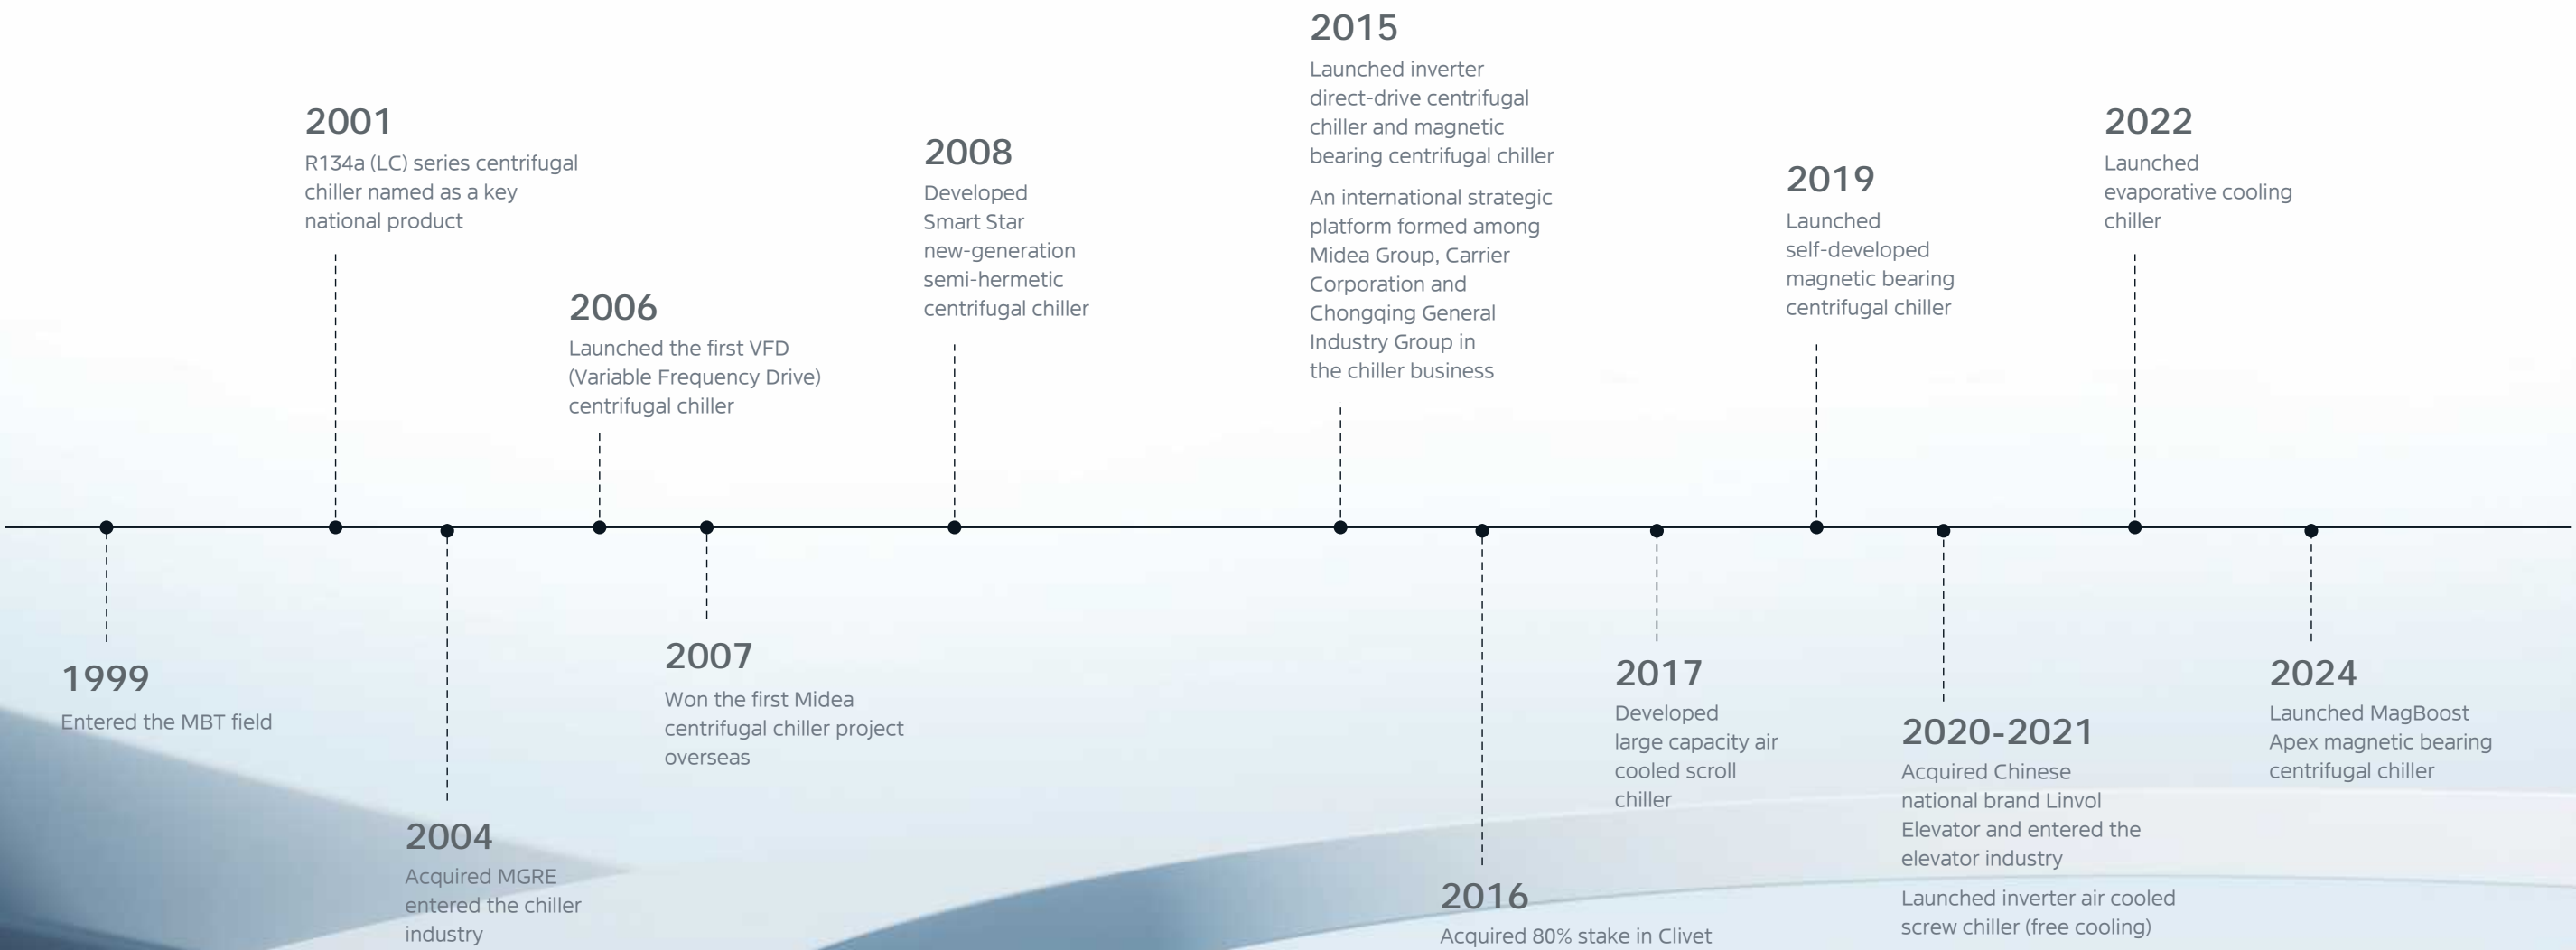 1999
Entered the MBT field
2001
R134a (LC) series centrifugal
chiller named as a key
national product
2004
Acquired MGRE
entered the chiller
industry
2006
Launched the first VFD
(Variable Frequency Drive)
centrifugal chiller
2007
Won the first Midea
centrifugal chiller project
overseas
2008
Developed
Smart Star
new-generation
semi-hermetic
centrifugal chiller
2015
Launched inverter
direct-drive centrifugal
chiller and magnetic
bearing centrifugal chiller
An international strategic
platform formed among
Midea Group, Carrier
Corporation and
Chongqing General
Industry Group in
the chiller business
2016
Acquired 80% stake in Clivet
2017
Developed
large capacity air
cooled scroll
chiller
2019
Launched
self-developed
magnetic bearing
centrifugal chiller
2020-2021
Acquired Chinese
national brand Linvol
Elevator and entered the
elevator industry
Launched inverter air cooled
screw chiller (free cooling)
2022
Launched
evaporative cooling
chiller
2024
Launched MagBoost
Apex magnetic bearing
centrifugal chiller